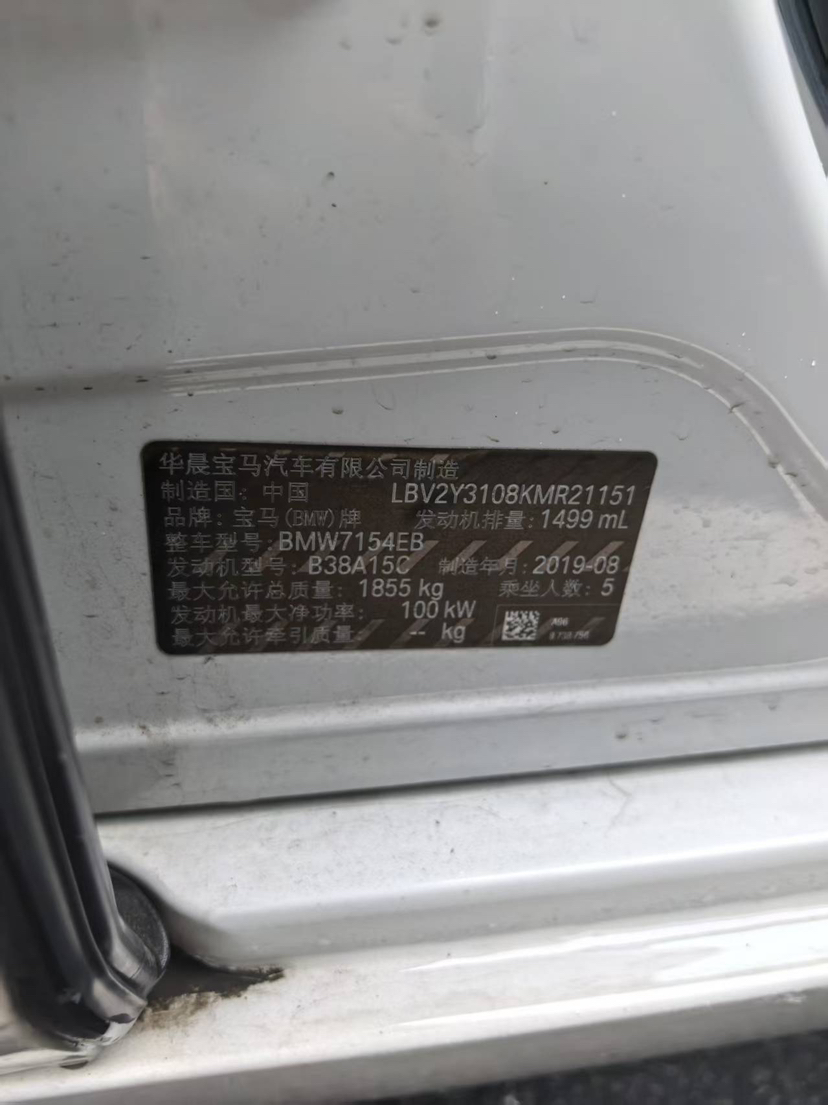 华晨宝马汽车有限公司制造
制造国: 中国 LBV2Y3108KMR21151
品牌: 宝马(BMW)牌 发动机排量: 1499 mL
整车型号: BMW7154EB
发动机型号: B38A15C 制造年月: 2019-08
最大允许总质量: 1855 kg 乘坐人数: 5
发动机最大净功率: 100 kW
最大允许牵引质量: -- kg